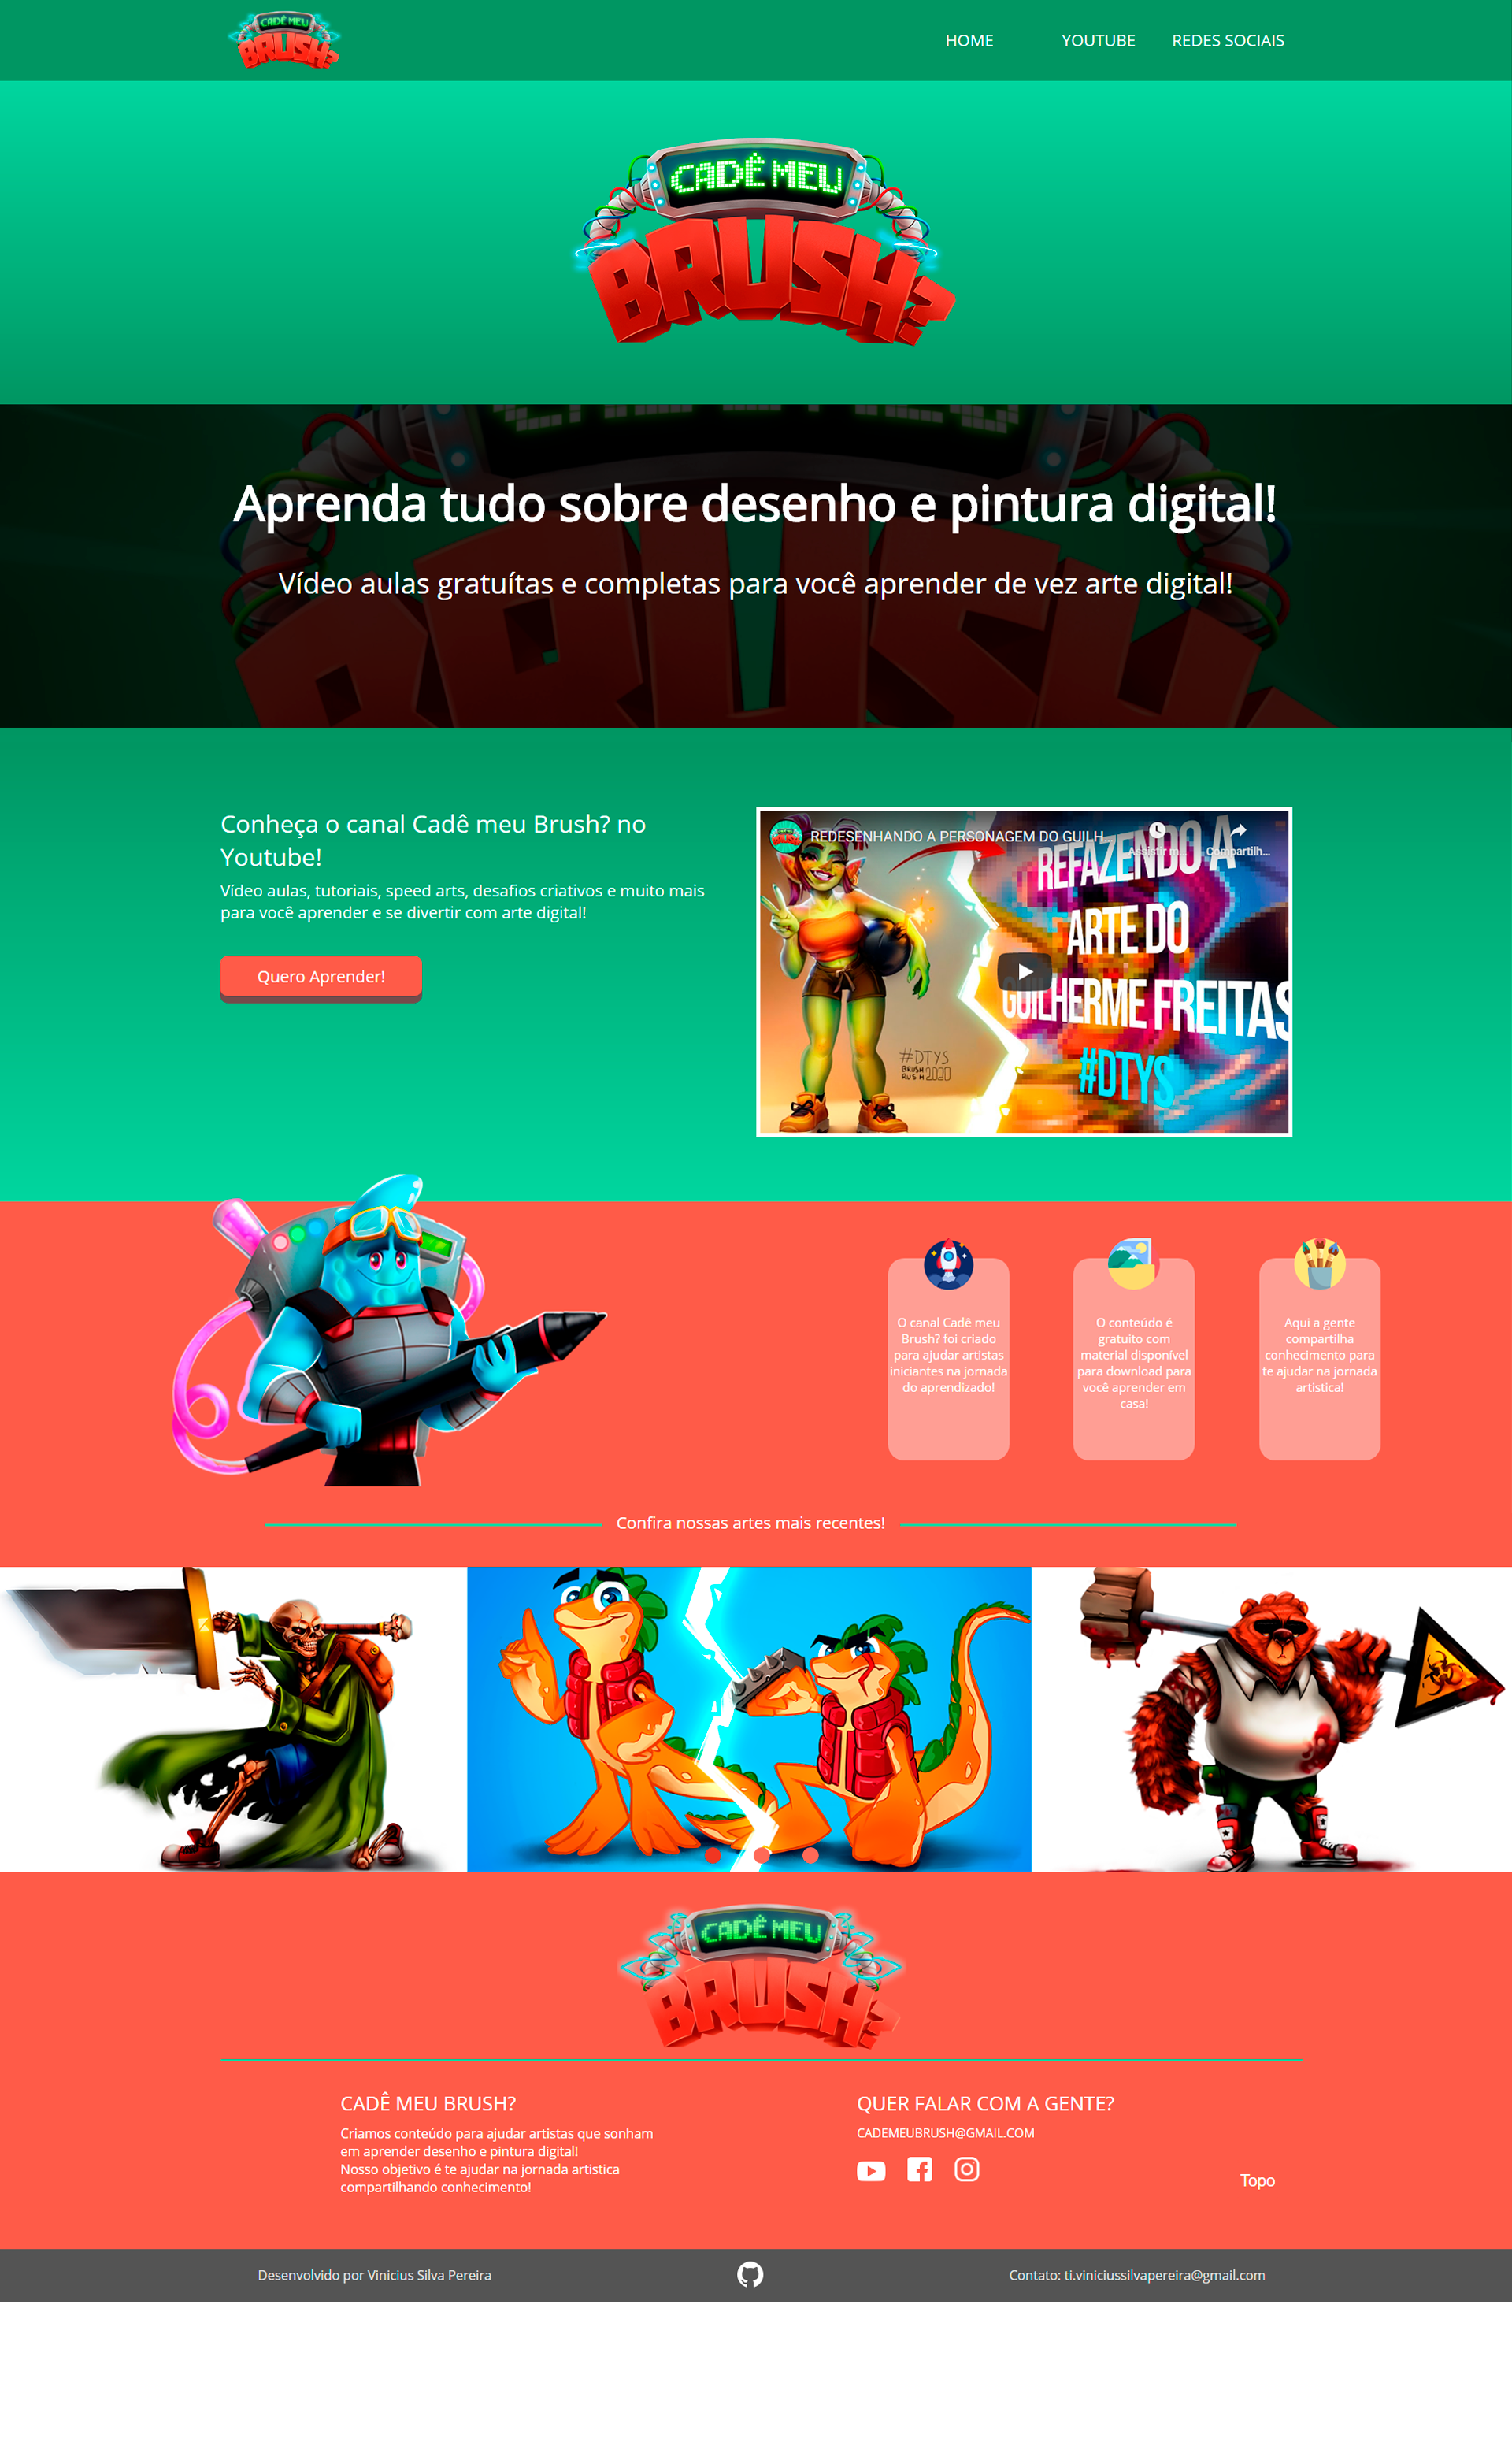 CADÊ MEU
BRUSH?
HOME YOUTUBE REDES SOCIAIS
CADÊ MEU
BRUSH?
Aprenda tudo sobre desenho e pintura digital!
Vídeo aulas gratuítas e completas para você aprender de vez arte digital!
Conheça o canal Cadê meu Brush? no
Youtube!
Vídeo aulas, tutoriais, speed arts, desafios criativos e muito mais
para você aprender e se divertir com arte digital!
Quero Aprender!
REDESENHANDO A PERSONAGEM DO GUILH...
Assistir m...
Compartilh...
REFAZENDO A
ARTE DO
GUILHERME FREITAS
#DTYS
#DTYS
BRUSH
RUSH 2020
O canal Cadê meu
Brush? foi criado
para ajudar artistas
iniciantes na jornada
do aprendizado!
O conteúdo é
gratuito com
material disponível
para download para
você aprender em
casa!
Aqui a gente
compartilha
conhecimento para
te ajudar na jornada
artistica!
Confira nossas artes mais recentes!
CADÊ MEU
BRUSH?
CADÊ MEU BRUSH?
Criamos conteúdo para ajudar artistas que sonham
em aprender desenho e pintura digital!
Nosso objetivo é te ajudar na jornada artistica
compartilhando conhecimento!
QUER FALAR COM A GENTE?
CADEMEUBRUSH@GMAIL.COM
Topo
Desenvolvido por Vinicius Silva Pereira
Contato: ti.viniciussilvapereira@gmail.com